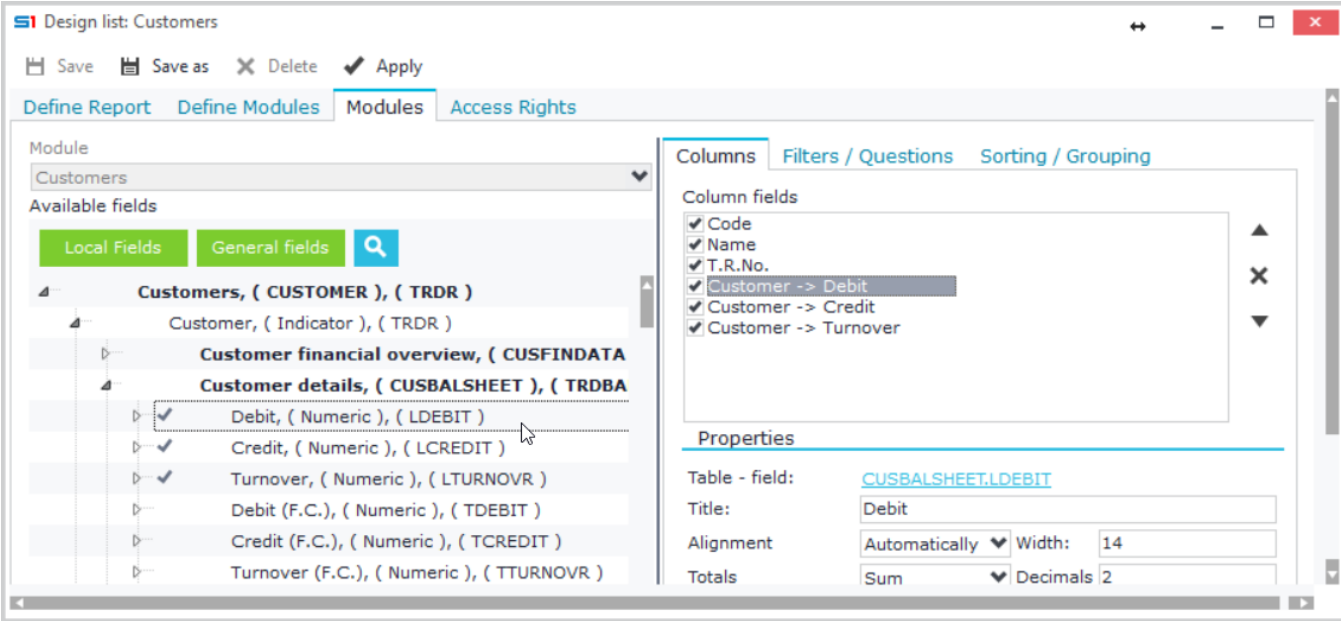 S1 Design list: Customers
Save Save as Delete Apply
Define Report Define Modules Modules Access Rights
Module
Customers
Available fields
Local Fields General fields
Customers, ( CUSTOMER ), ( TRDR )
Customer, ( Indicator ), ( TRDR )
Customer financial overview, ( CUSFINDATA
Customer details, ( CUSBALSHEET ), ( TRDBA
Debit, ( Numeric ), ( LDEBIT )
Credit, ( Numeric ), ( LCREDIT )
Turnover, ( Numeric ), ( LTURNOVR )
Debit (F.C.), ( Numeric ), ( TDEBIT )
Credit (F.C.), ( Numeric ), ( TCREDIT )
Turnover (F.C.), ( Numeric ), ( TTURNOVR )
Columns Filters / Questions Sorting / Grouping
Column fields
Code
Name
T.R.No.
Customer -> Debit
Customer -> Credit
Customer -> Turnover
Properties
Table - field: CUSBALSHEET.LDEBIT
Title: Debit
Alignment Automatically Width: 14
Totals Sum Decimals 2